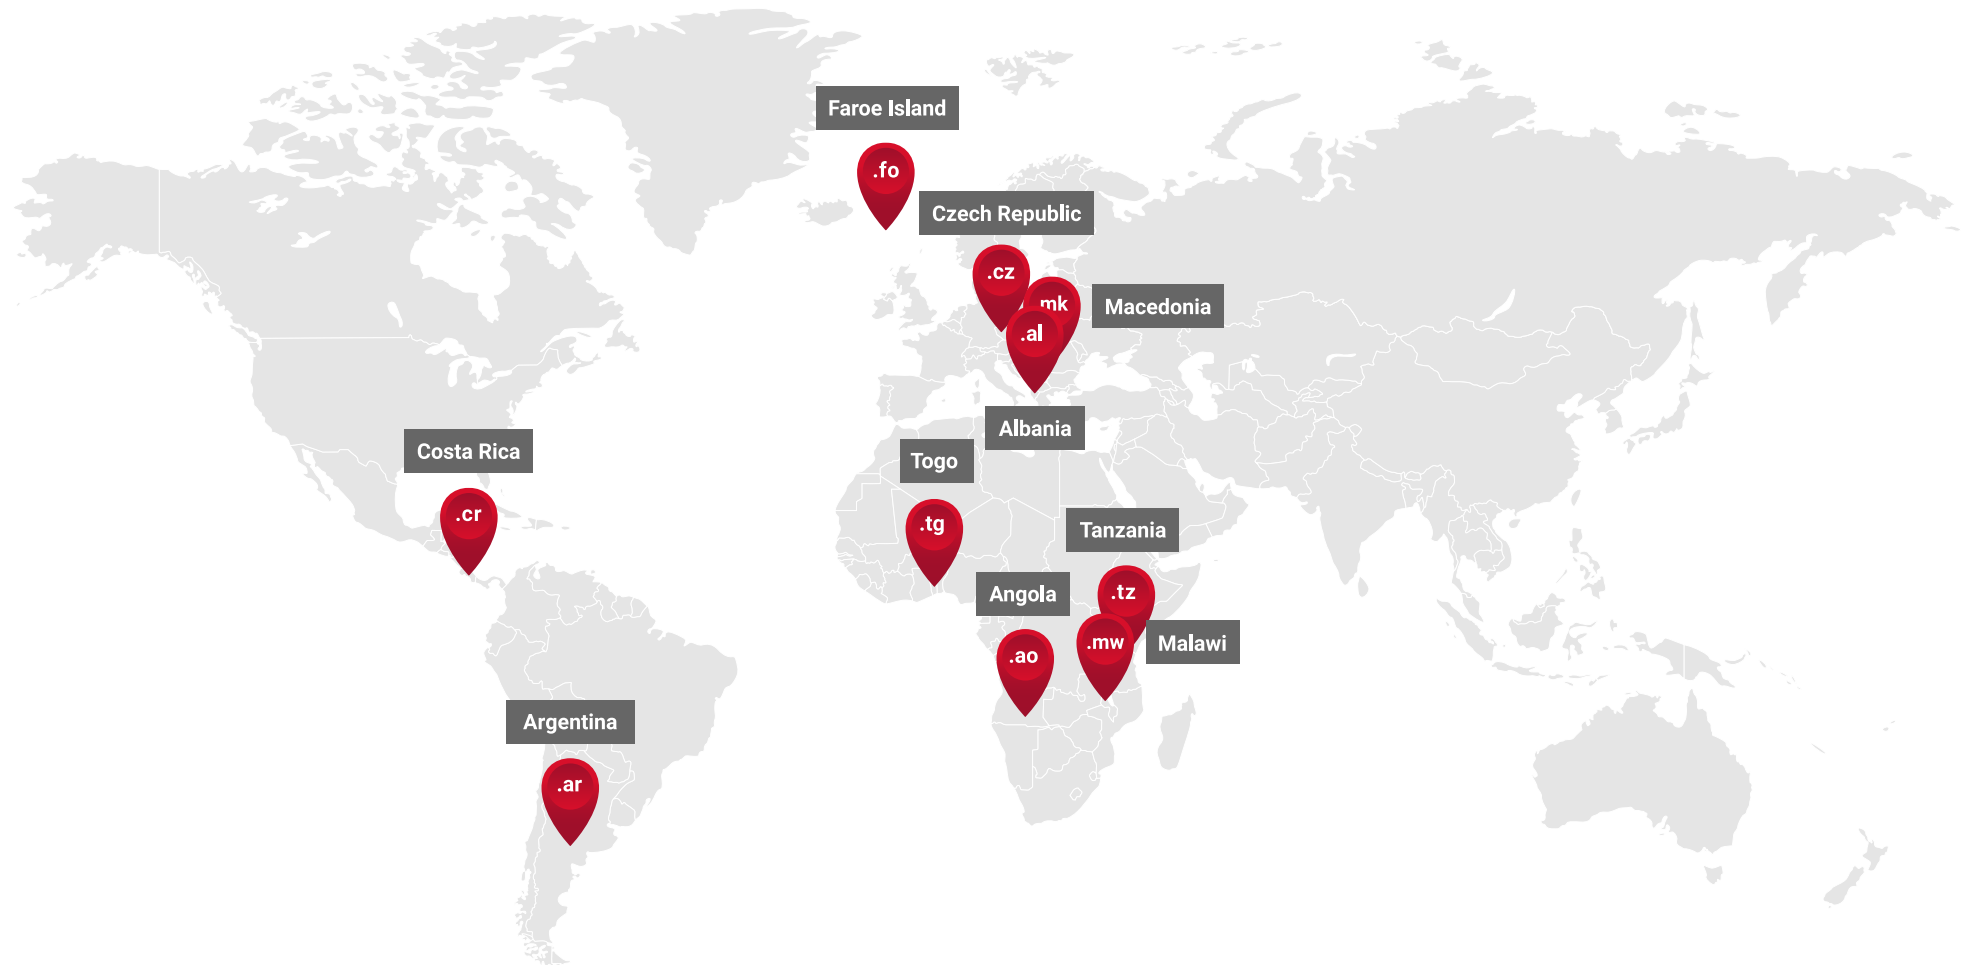 Faroe Island
.fo
Czech Republic
.cz
mk
Macedonia
.al
Albania
Costa Rica
.cr
Togo
.tg
Tanzania
.tz
Angola
.ao
.mw
Malawi
Argentina
.ar